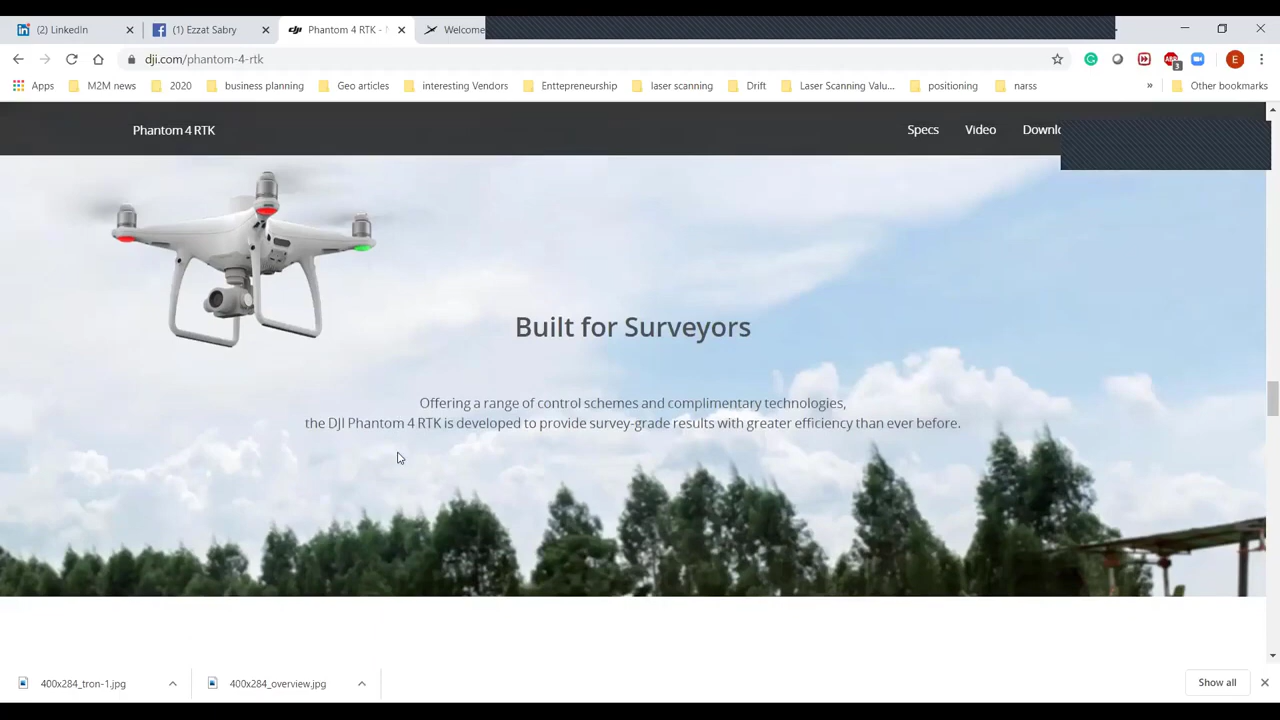 (2) LinkedIn
(1) Ezzat Sabry
Phantom 4 RTK -
Welcome
dji.com/phantom-4-rtk
3
E
Apps
M2M news
2020
business planning
Geo articles
interesting Vendors
Enttepreneurship
laser scanning
Drift
Laser Scanning Valu...
positioning
narss
»
Other bookmarks
Phantom 4 RTK
Specs
Video
Downlo
Built for Surveyors
Offering a range of control schemes and complimentary technologies,
the DJI Phantom 4 RTK is developed to provide survey-grade results with greater efficiency than ever before.
400x284_tron-1.jpg
400x284_overview.jpg
Show all